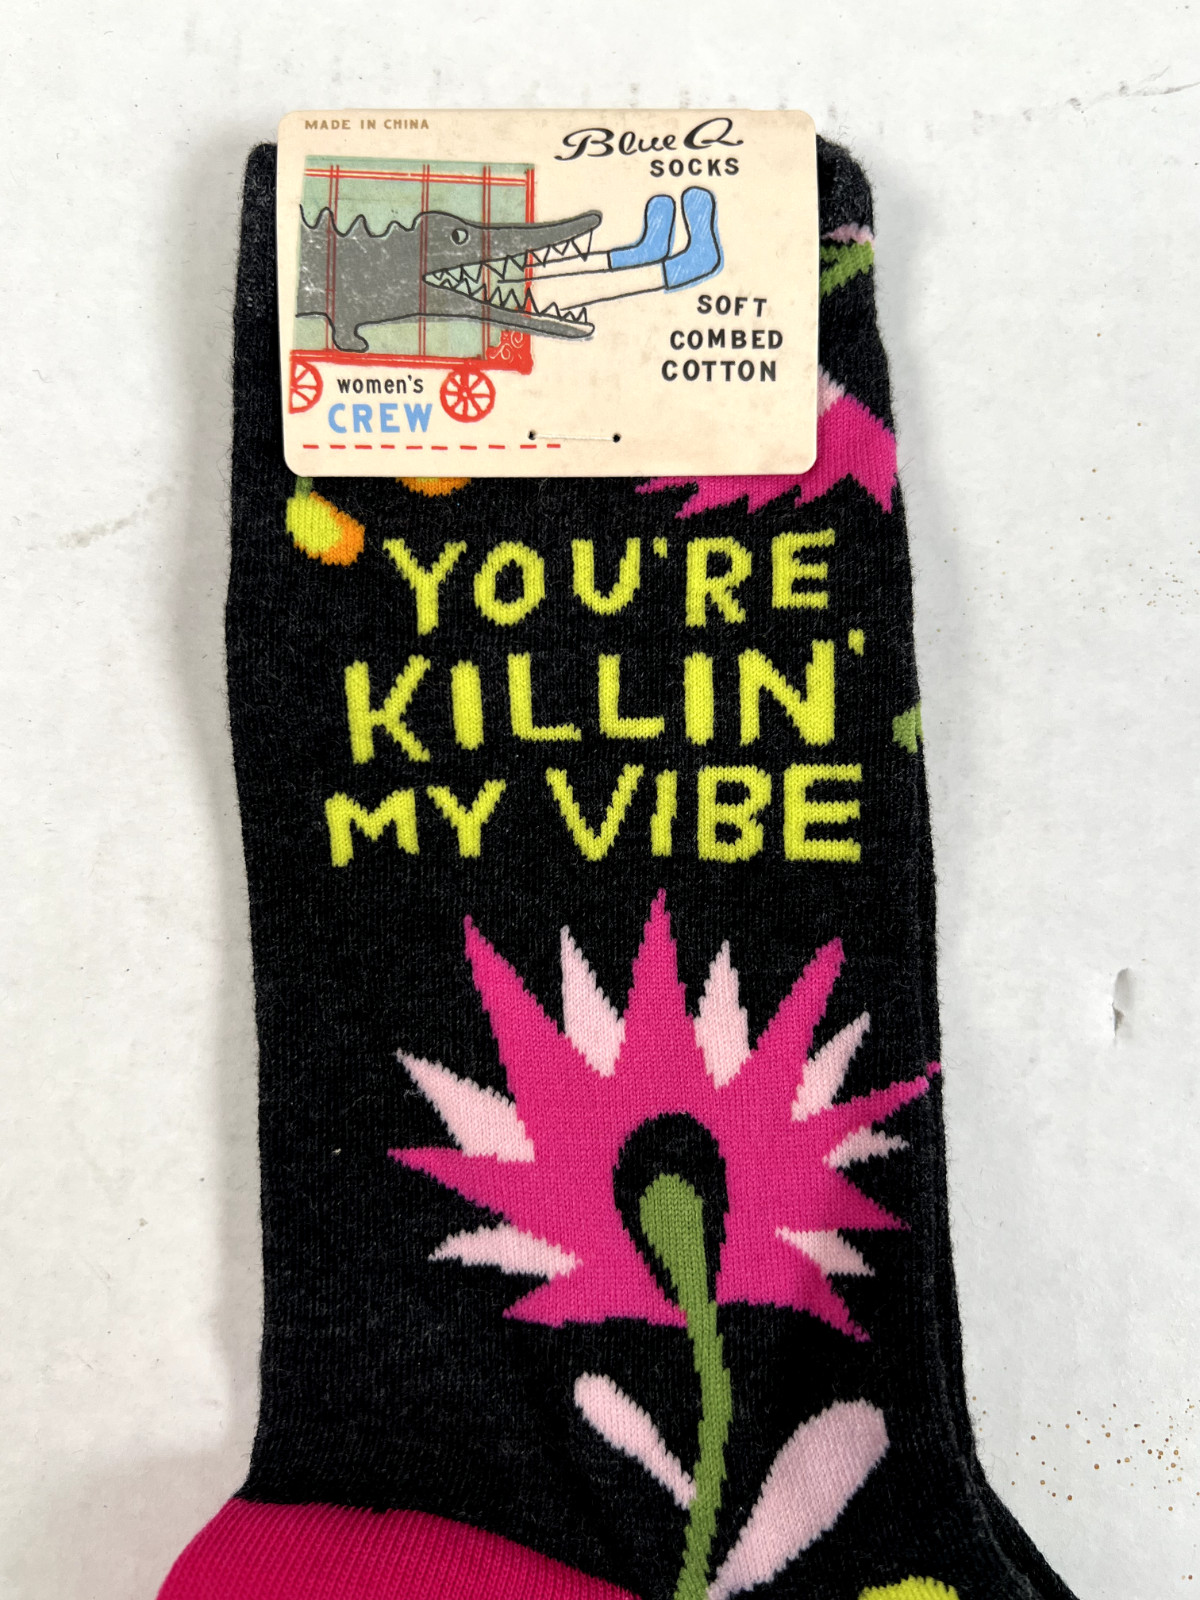 MADE IN CHINA
Blue Q
SOCKS
SOFT
COMBED
COTTON
women's
CREW
YOU'RE
KILLIN'
MY VIBE